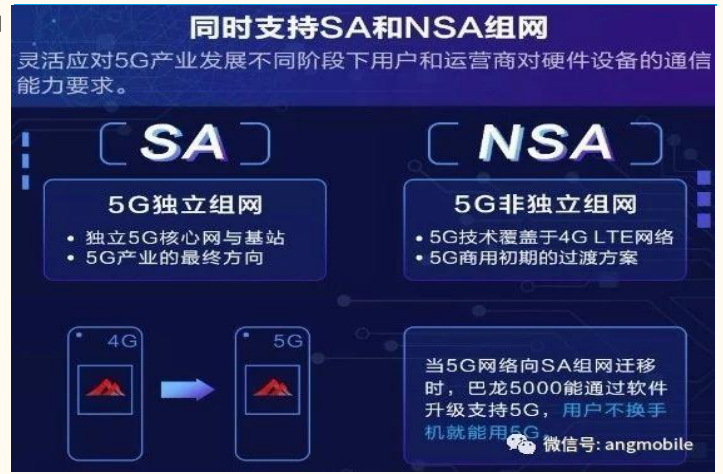 同时支持SA和NSA组网
灵活应对5G产业发展不同阶段下用户和运营商对硬件设备的通信
能力要求。
SA
NSA
5G独立组网
• 独立5G核心网与基站
• 5G产业的最终方向
5G非独立组网
• 5G技术覆盖于4G LTE网络
• 5G商用初期的过渡方案
4G
5G
当5G网络向SA组网迁移
时，巴龙5000能通过软件
升级支持5G，用户不换手
机就能用5G。
微信号: angmobile